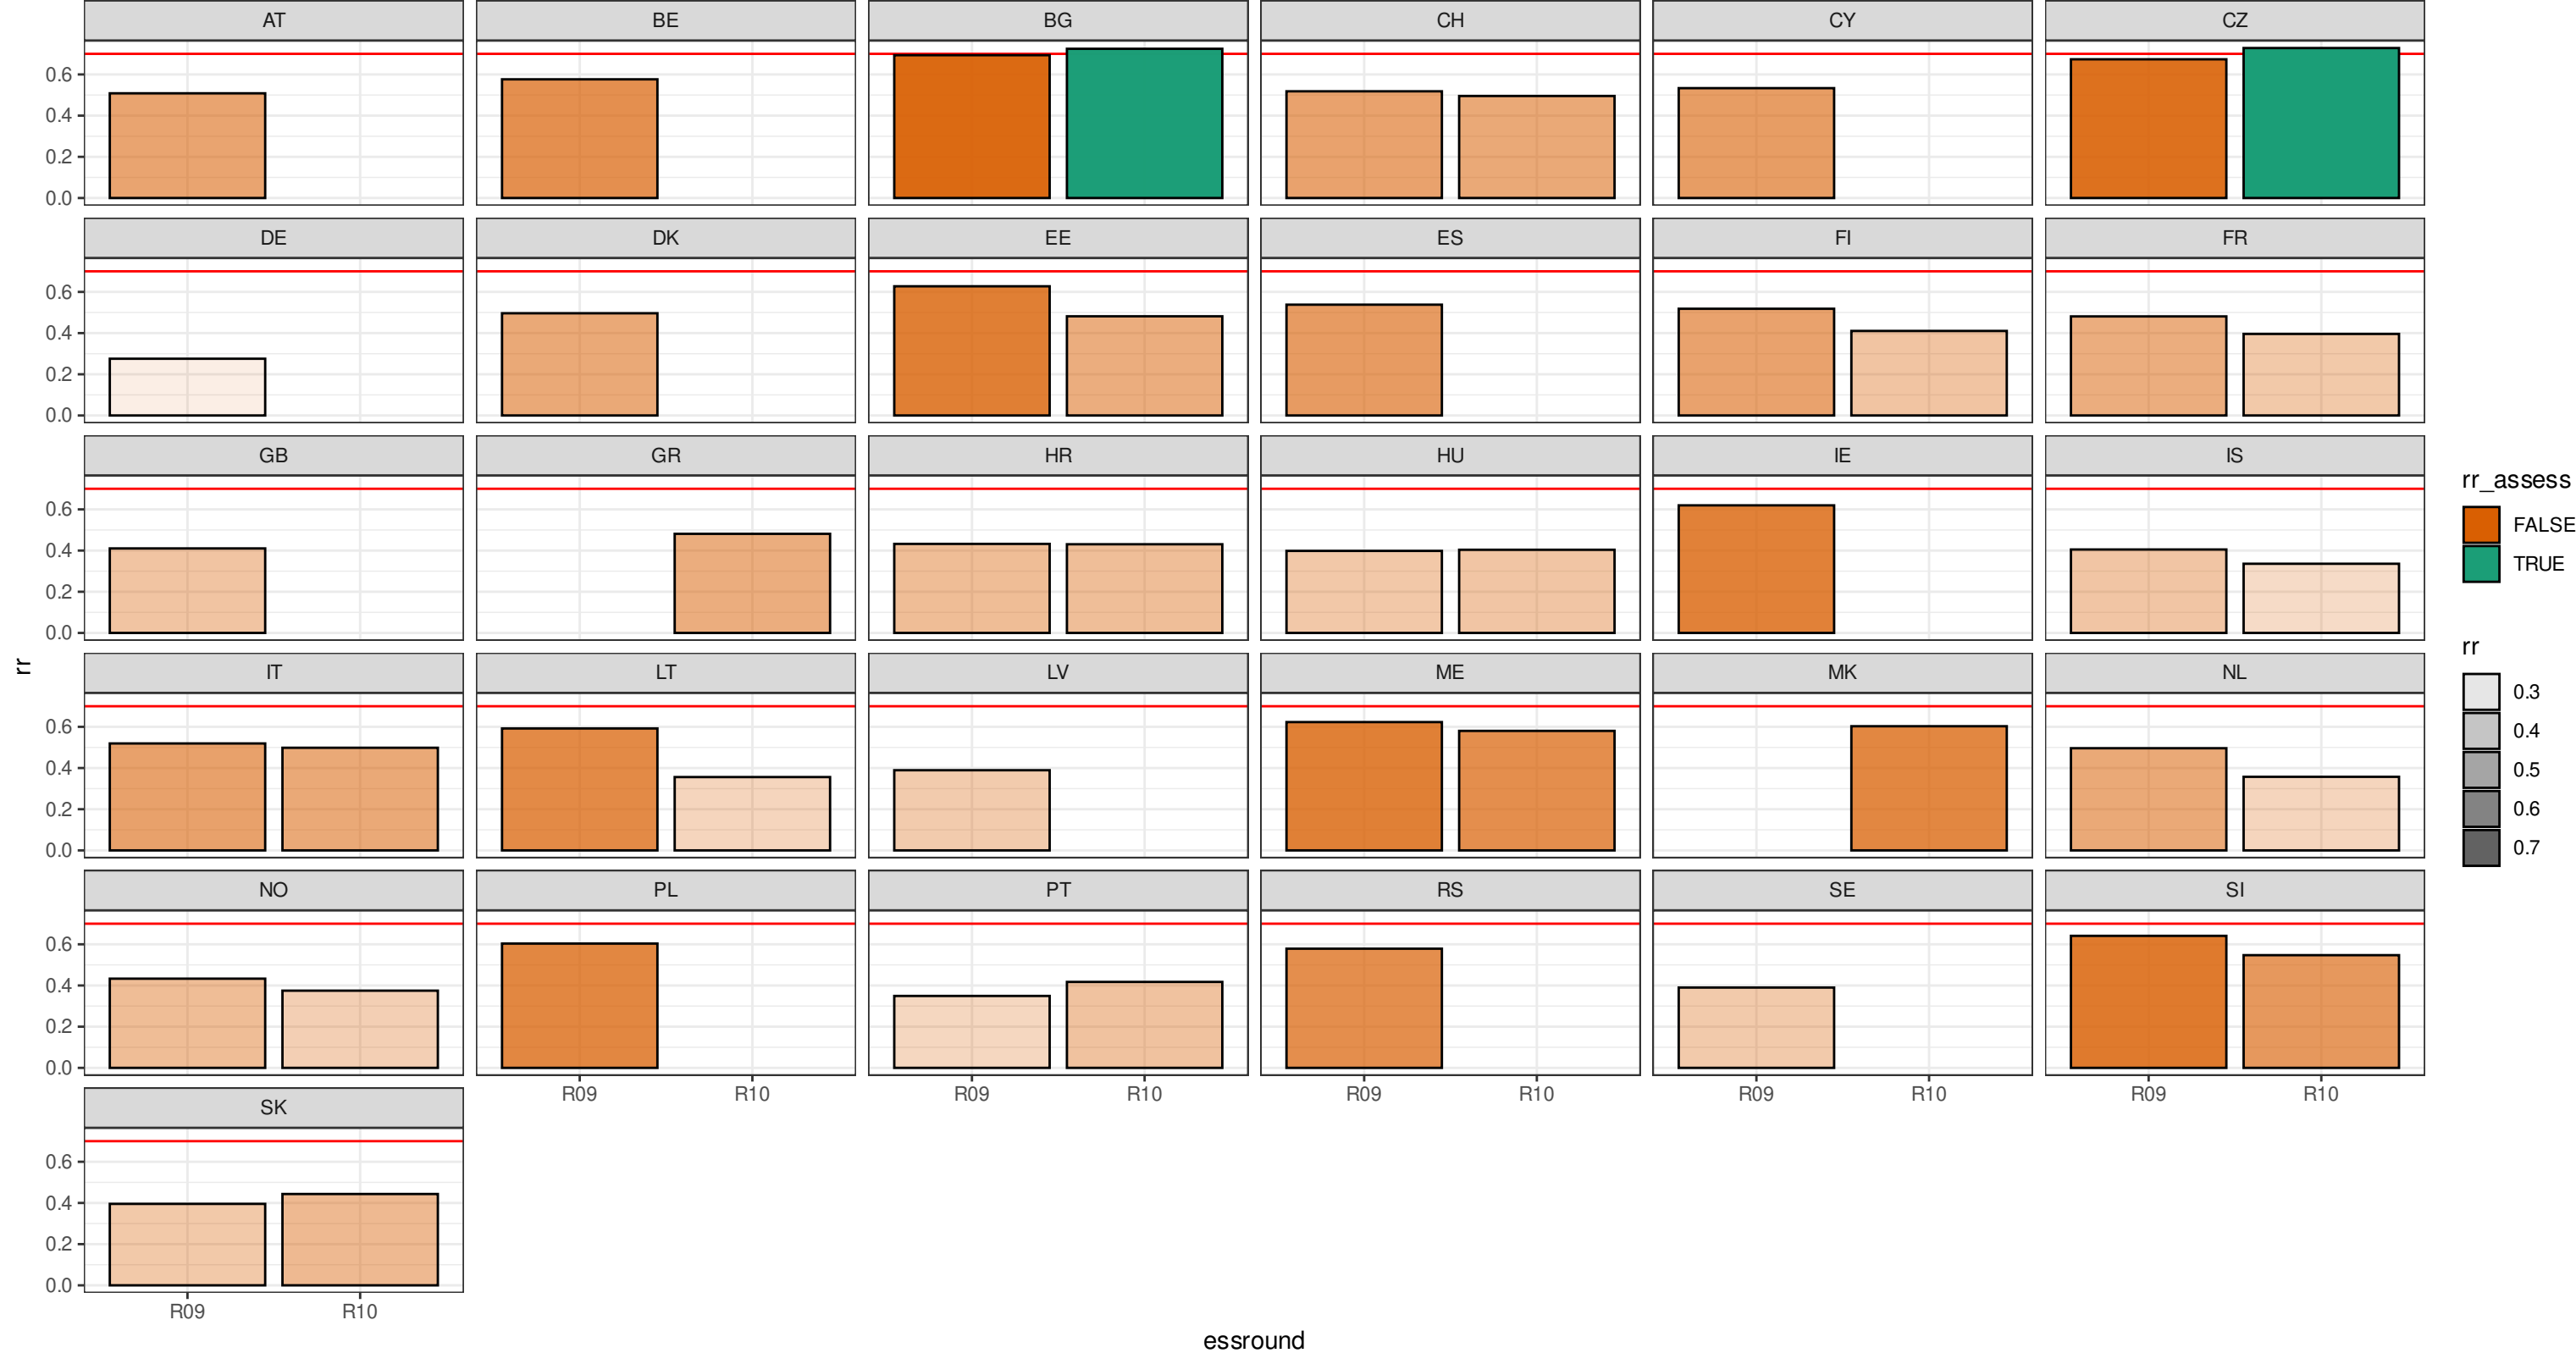 AT BE BG CH CY CZ
0.6
0.4
0.2
0.0
DE DK EE ES FI FR
0.6
0.4
0.2
0.0
GB GR HR HU IE IS
0.6
0.4
0.2
0.0
IT LT LV ME MK NL
0.6
0.4
0.2
0.0
NO PL PT RS SE SI
0.6
0.4
0.2
0.0
R09 R10 R09 R10 R09 R10 R09 R10 R09 R10
SK
0.6
0.4
0.2
0.0
R09 R10
essround
rr
rr_assess
FALSE
TRUE
rr
0.3
0.4
0.5
0.6
0.7